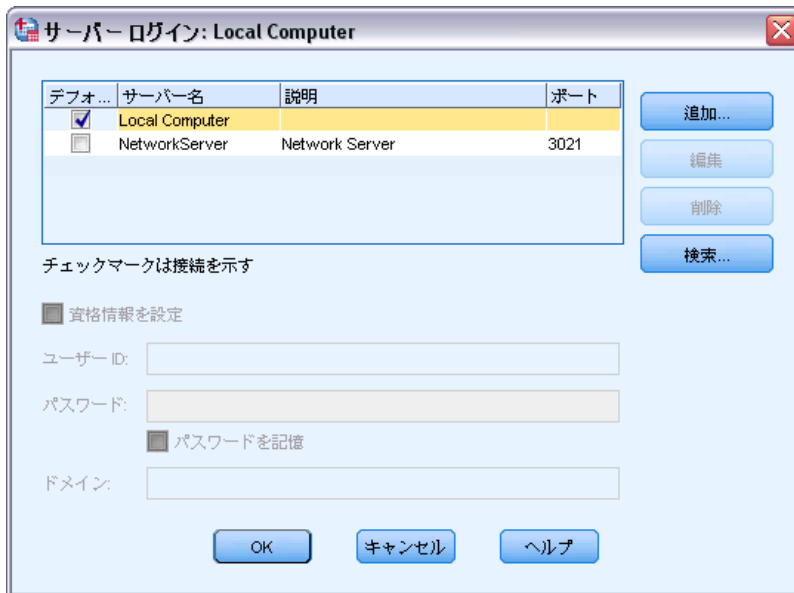 サーバー ログイン: Local Computer
デフォ... サーバー名 説明 ポート
Local Computer
NetworkServer Network Server 3021
追加...
編集
削除
検索...
チェックマークは接続を示す
資格情報を設定
ユーザー ID:
パスワード:
パスワードを記憶
ドメイン:
OK キャンセル ヘルプ